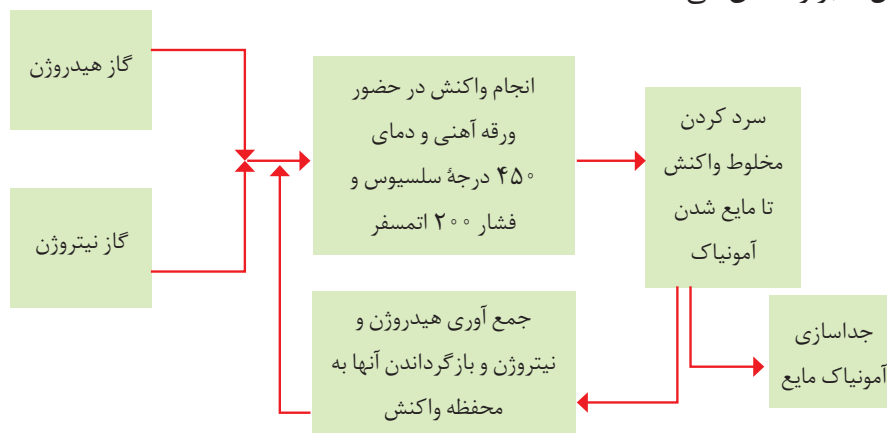 گاز هیدروژن
گاز نیتروژن
انجام واکنش در حضور
ورقه آهنی و دمای
۴۵۰ درجۀ سلسیوس و
فشار ۲۰۰ اتمسفر
سرد کردن
مخلوط واکنش
تا مایع شدن
آمونیاک
جداسازی
آمونیاک مایع
جمع آوری هیدروژن و
نیتروژن و بازگرداندن آنها به
محفظه واکنش